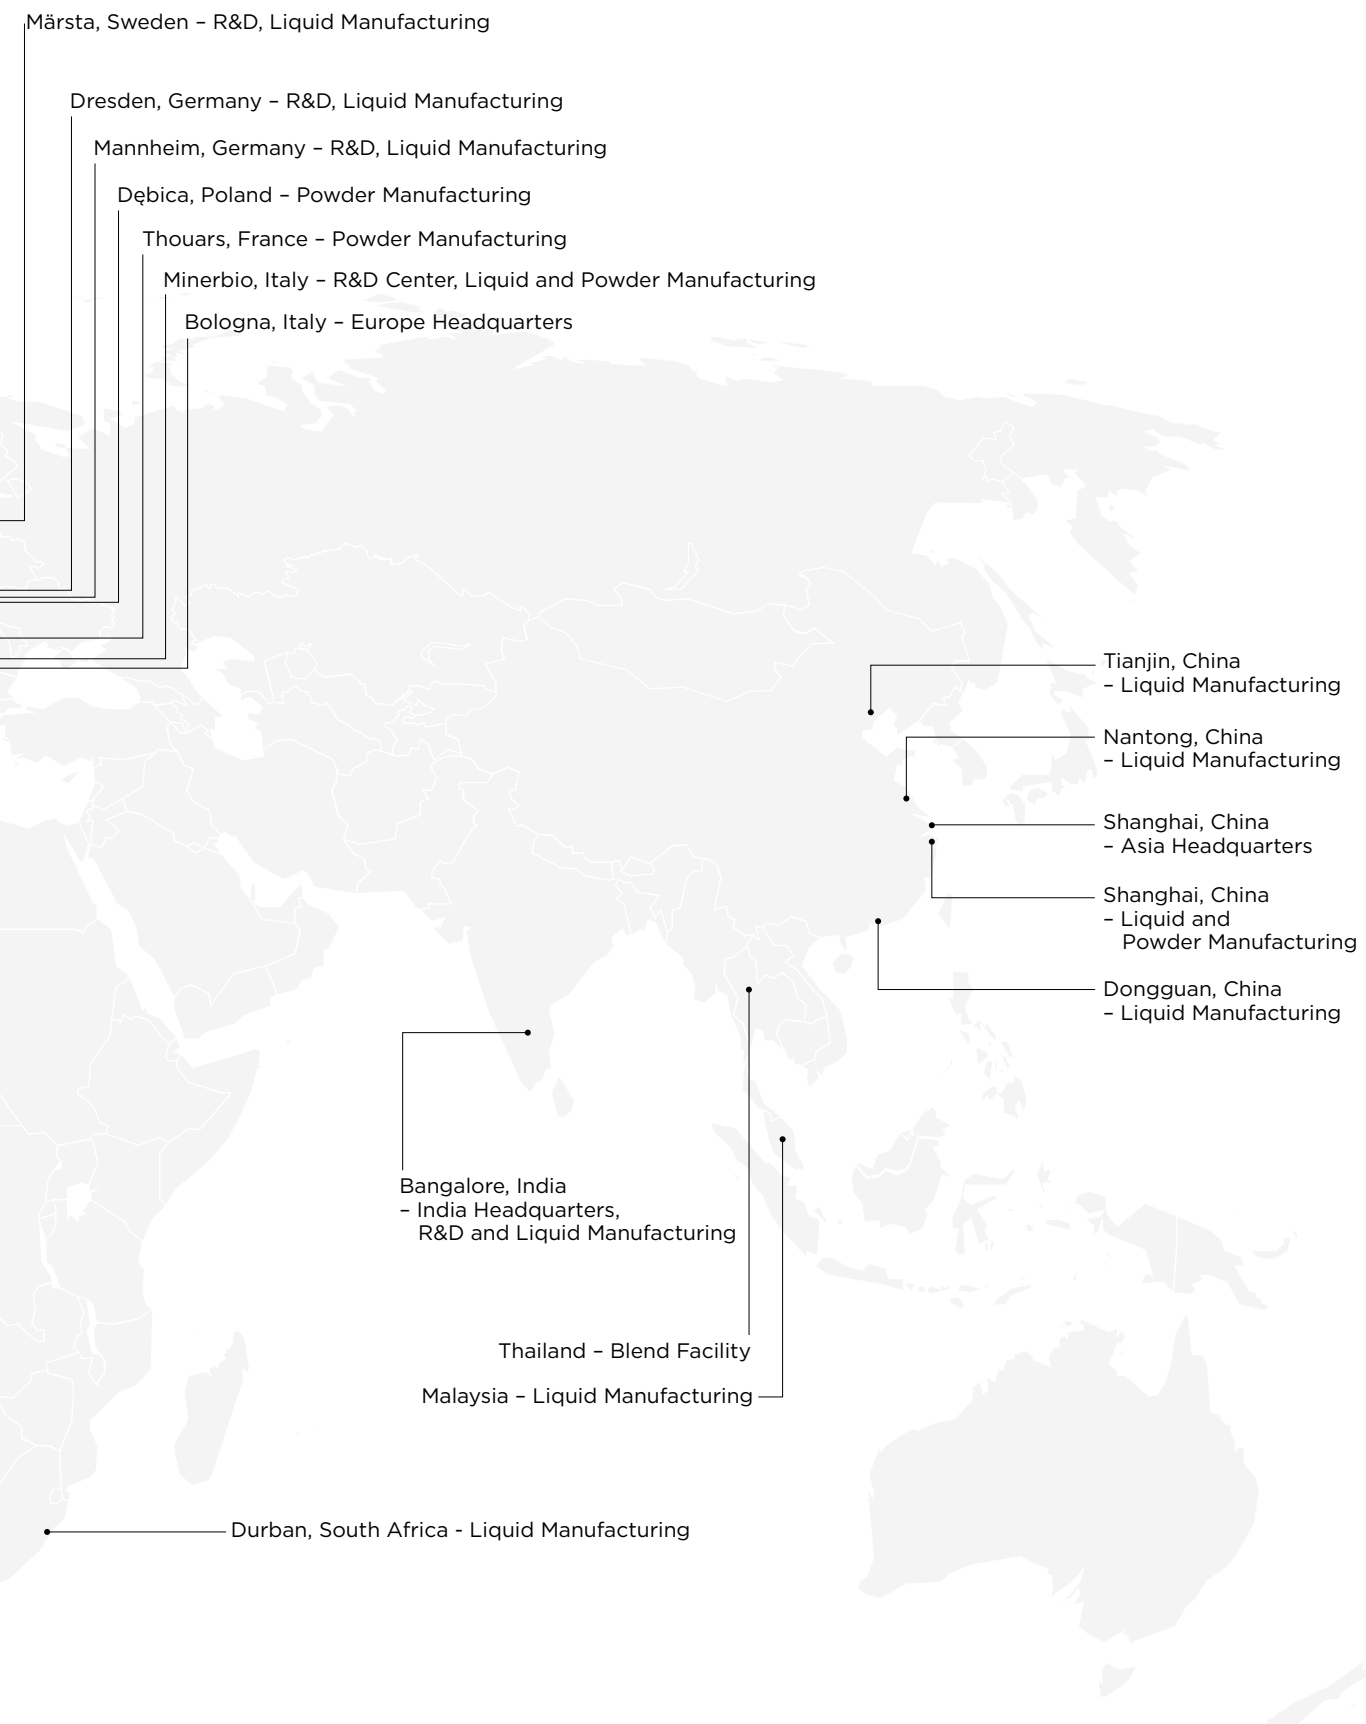 Märsta, Sweden – R&D, Liquid Manufacturing
Dresden, Germany – R&D, Liquid Manufacturing
Mannheim, Germany – R&D, Liquid Manufacturing
Dębica, Poland – Powder Manufacturing
Thouars, France – Powder Manufacturing
Minerbio, Italy – R&D Center, Liquid and Powder Manufacturing
Bologna, Italy – Europe Headquarters
Tianjin, China
– Liquid Manufacturing
Nantong, China
– Liquid Manufacturing
Shanghai, China
– Asia Headquarters
Shanghai, China
– Liquid and
Powder Manufacturing
Dongguan, China
– Liquid Manufacturing
Bangalore, India
– India Headquarters,
R&D and Liquid Manufacturing
Thailand – Blend Facility
Malaysia – Liquid Manufacturing
Durban, South Africa - Liquid Manufacturing